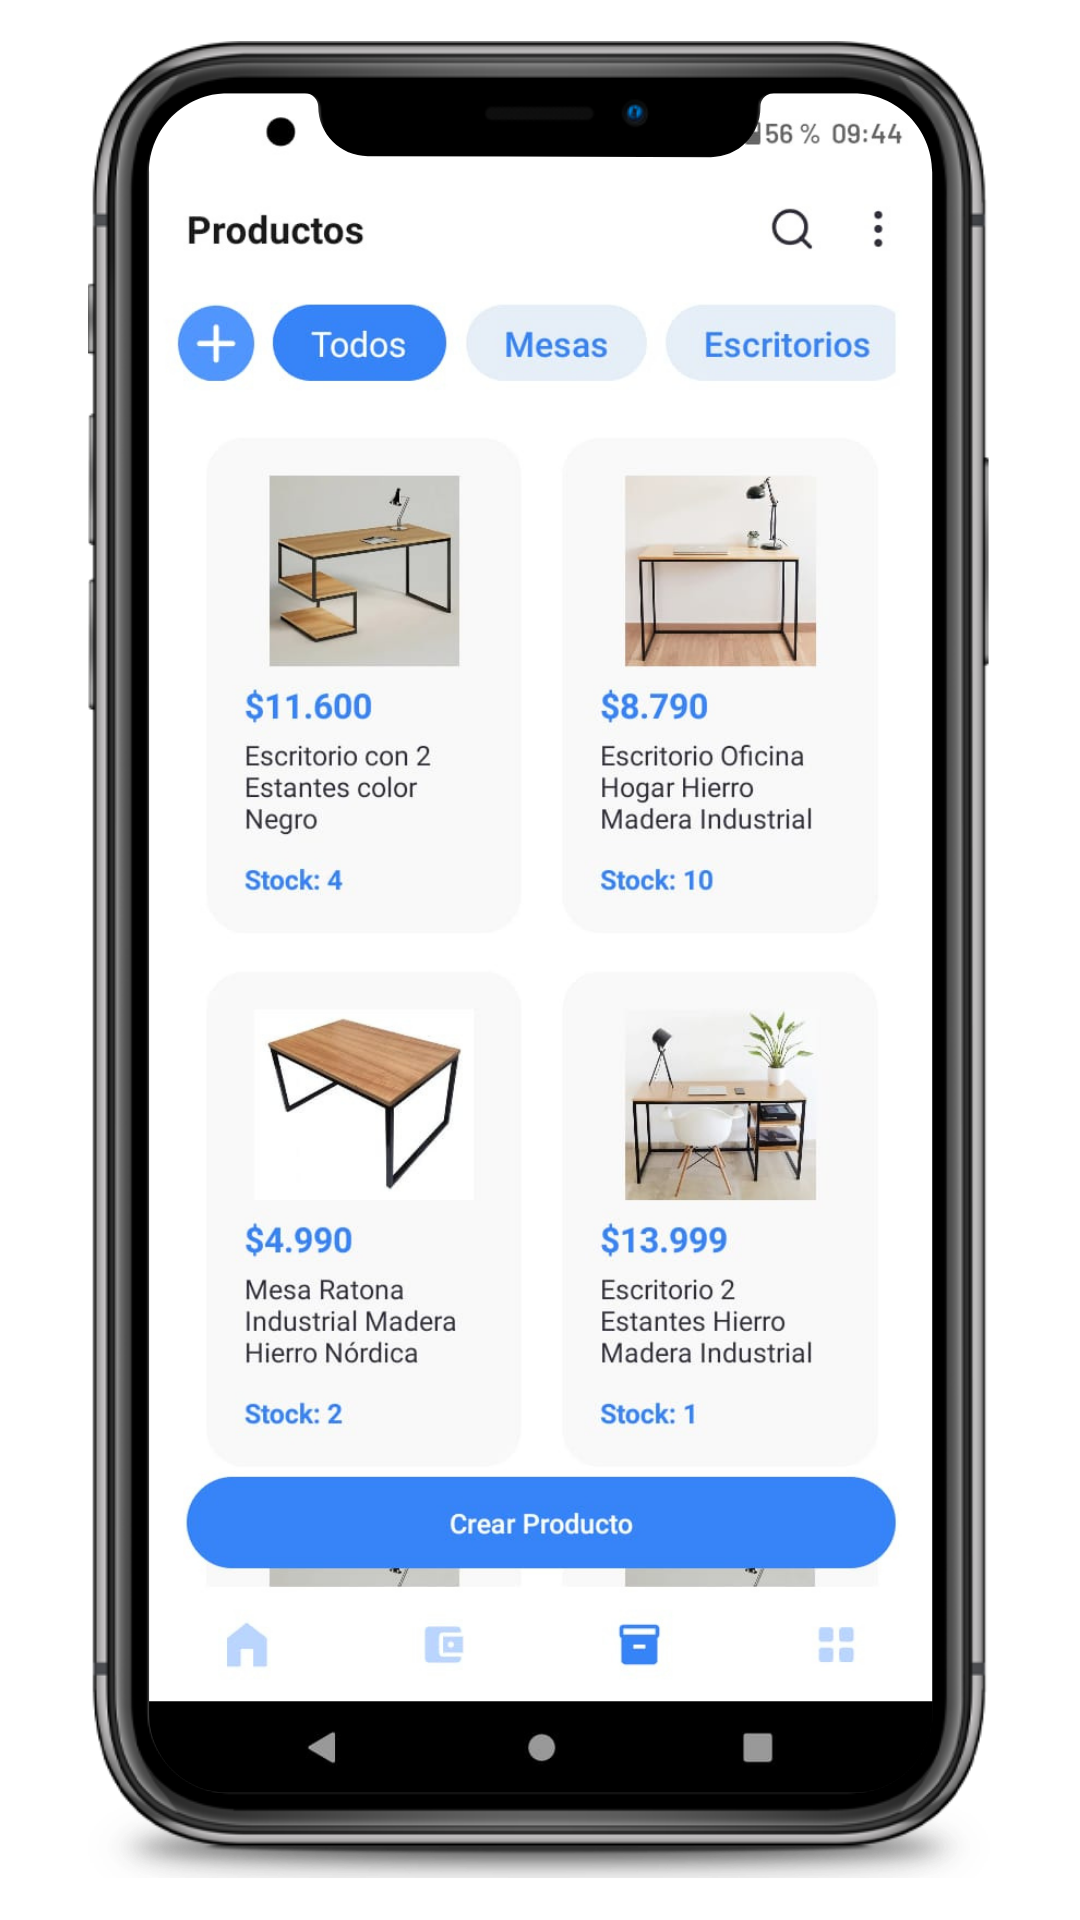 56 % 09:44
Productos
Todos
Mesas
Escritorios
$11.600
Escritorio con 2
Estantes color
Negro
Stock: 4
$8.790
Escritorio Oficina
Hogar Hierro
Madera Industrial
Stock: 10
$4.990
Mesa Ratona
Industrial Madera
Hierro Nórdica
Stock: 2
$13.999
Escritorio 2
Estantes Hierro
Madera Industrial
Stock: 1
Crear Producto